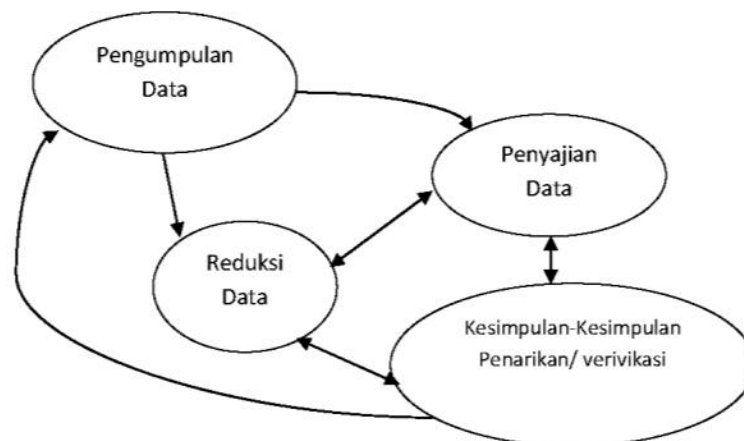 Pengumpulan
Data
Penyajian
Data
Reduksi
Data
Kesimpulan-Kesimpulan
Penarikan/ verivikasi